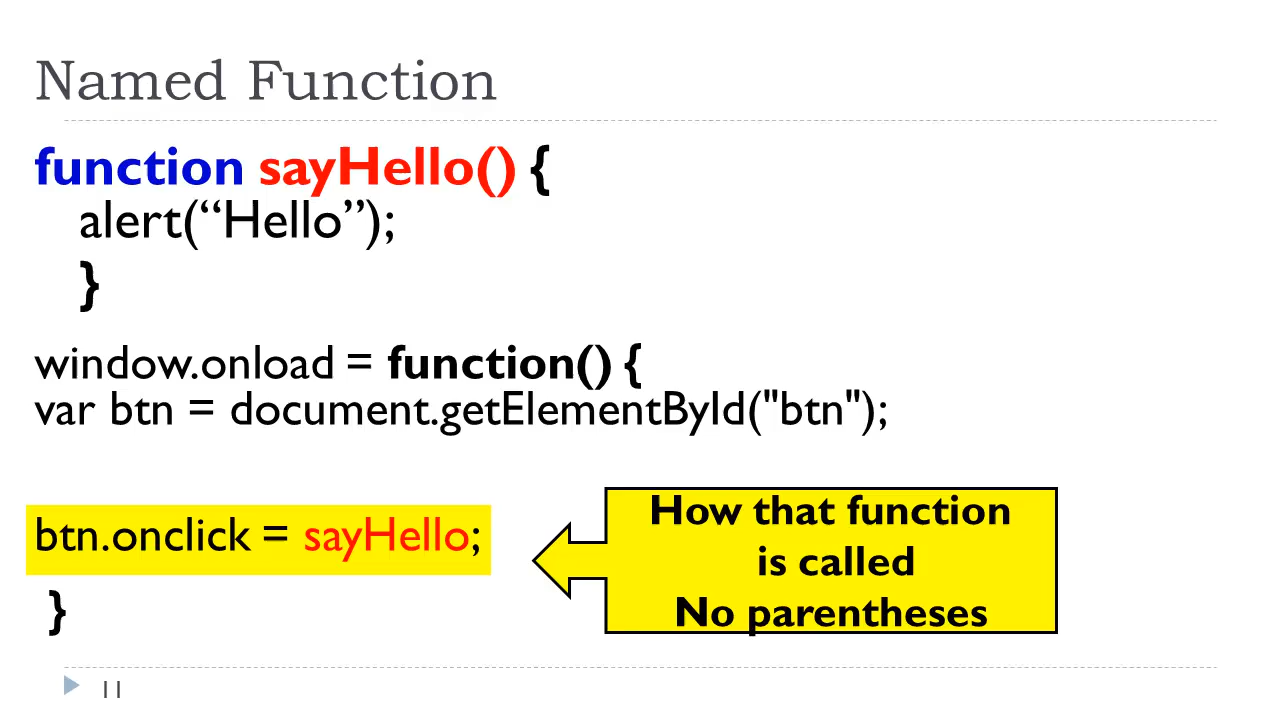 Named Function
function sayHello() {
alert(“Hello”);
}
window.onload = function() {
var btn = document.getElementById("btn");
btn.onclick = sayHello;
How that function
is called
No parentheses
}
11